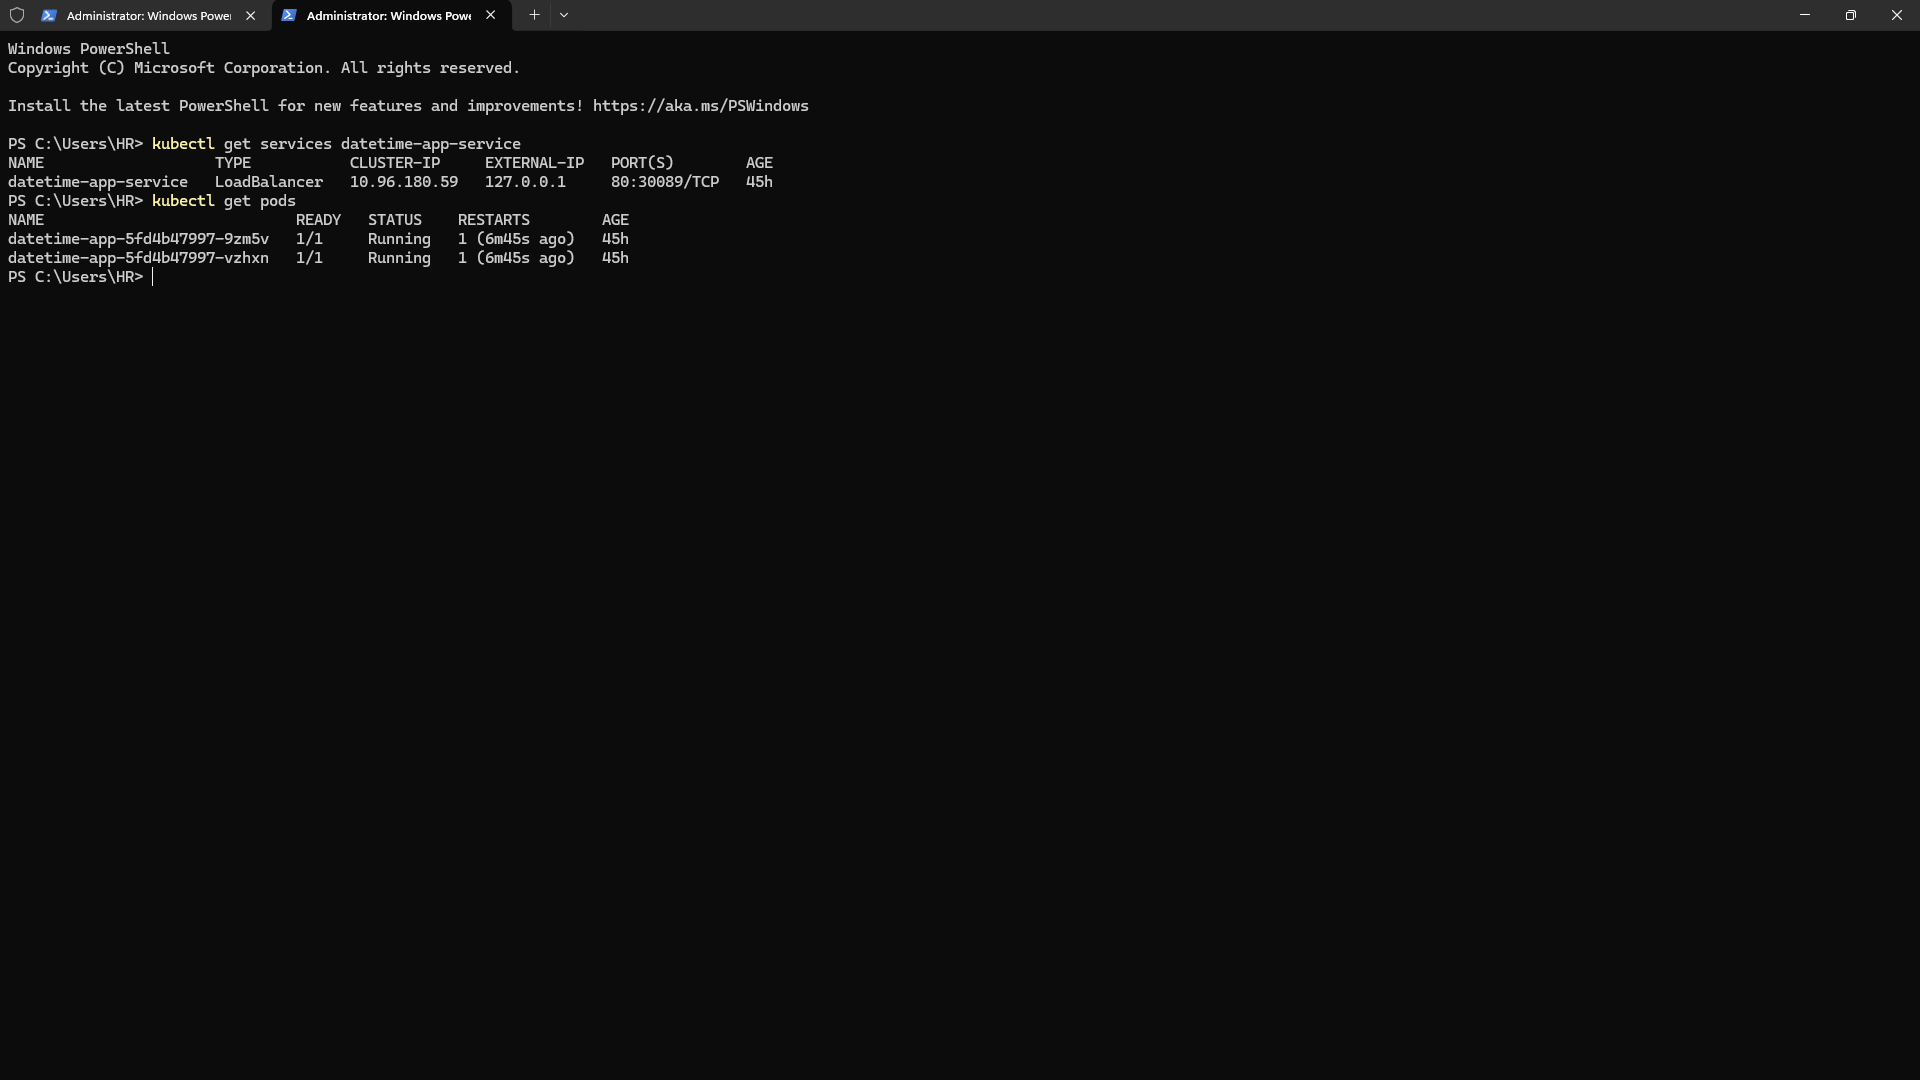 Administrator: Windows Power
Administrator: Windows Powe
Windows PowerShell
Copyright (C) Microsoft Corporation. All rights reserved.
Install the latest PowerShell for new features and improvements! https://aka.ms/PSWindows
PS C:\Users\HR> kubectl get services datetime-app-service
NAME                   TYPE           CLUSTER-IP     EXTERNAL-IP   PORT(S)        AGE
datetime-app-service   LoadBalancer   10.96.180.59   127.0.0.1     80:30089/TCP   45h
PS C:\Users\HR> kubectl get pods
NAME                            READY   STATUS    RESTARTS        AGE
datetime-app-5fd4b47997-9zm5v   1/1     Running   1 (6m45s ago)   45h
datetime-app-5fd4b47997-vzhxn   1/1     Running   1 (6m45s ago)   45h
PS C:\Users\HR>